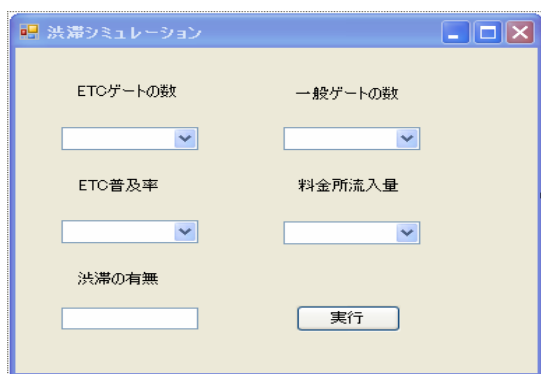 渋滞シミュレーション
ETCゲートの数
一般ゲートの数
ETC普及率
料金所流入量
渋滞の有無
実行